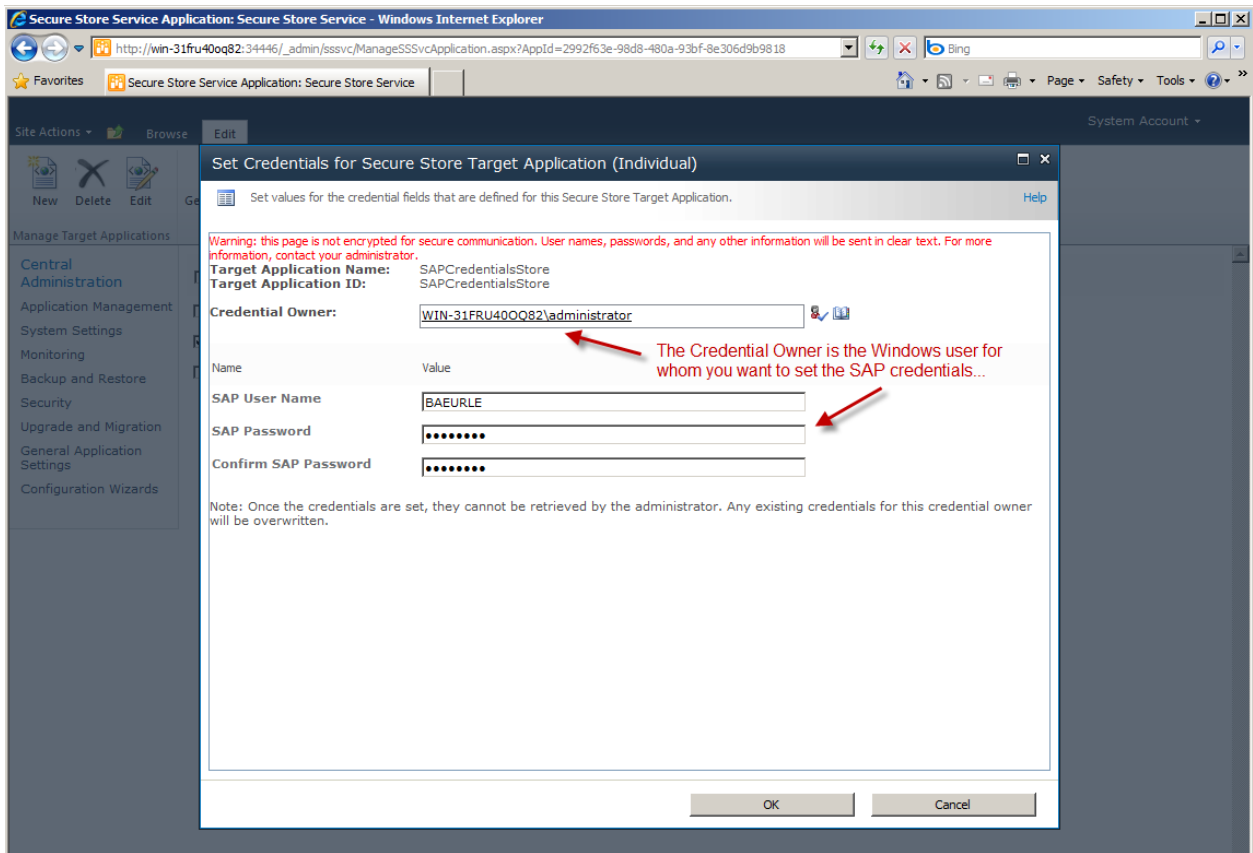 Secure Store Service Application: Secure Store Service - Windows Internet Explorer
http://win-31fru40oq82:34446/_admin/sssvc/ManageSSSvcApplication.aspx?AppId=2992f63e-98d8-480a-93bf-8e306d9b9818
Bing
Favorites
Secure Store Service Application: Secure Store Service
Page
Safety
Tools
System Account
Site Actions
Browse
Edit
New
Delete
Edit
Ge
Manage Target Applications
Central
Administration
Application Management
System Settings
Monitoring
Backup and Restore
Security
Upgrade and Migration
General Application
Settings
Configuration Wizards
Set Credentials for Secure Store Target Application (Individual)
Set values for the credential fields that are defined for this Secure Store Target Application.
Help
Warning: this page is not encrypted for secure communication. User names, passwords, and any other information will be sent in clear text. For more
information, contact your administrator.
Target Application Name: SAPCredentialsStore
Target Application ID: SAPCredentialsStore
Credential Owner: WIN-31FRU40OQ82\administrator
The Credential Owner is the Windows user for
whom you want to set the SAP credentials...
Name Value
SAP User Name BAEURLE
SAP Password ••••••••
Confirm SAP Password ••••••••
Note: Once the credentials are set, they cannot be retrieved by the administrator. Any existing credentials for this credential owner
will be overwritten.
OK
Cancel